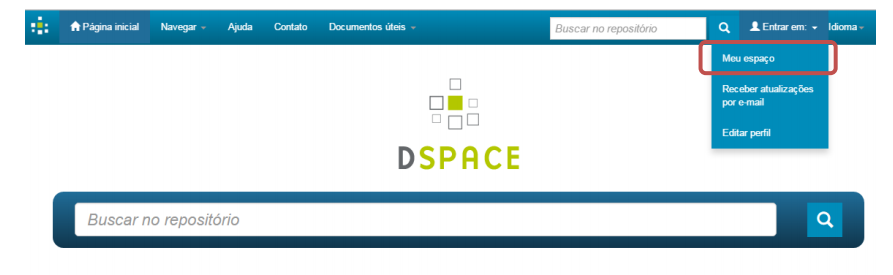 Página inicial Navegar Ajuda Contato Documentos úteis Buscar no repositório Entrar em: Idioma
Meu espaço
Receber atualizações
por e-mail
Editar perfil
DSPACE
Buscar no repositório